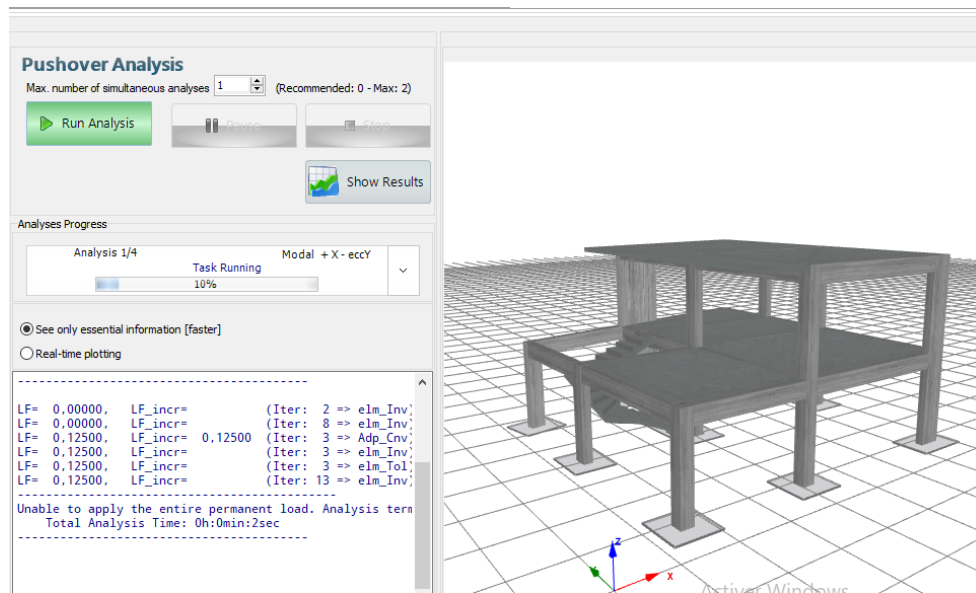 Pushover Analysis
Max. number of simultaneous analyses 1 (Recommended: 0 - Max: 2)
Run Analysis Pause Stop
Show Results
Analyses Progress
Analysis 1/4 Modal + X - eccY
Task Running
10%
See only essential information [faster]
Real-time plotting
----------------------------------------
LF= 0,00000, LF_incr= (Iter: 2 => elm_Inv)
LF= 0,00000, LF_incr= (Iter: 8 => elm_Inv)
LF= 0,12500, LF_incr= 0,12500 (Iter: 3 => Adp_Cnv)
LF= 0,12500, LF_incr= (Iter: 3 => elm_Inv)
LF= 0,12500, LF_incr= (Iter: 3 => elm_Tol)
LF= 0,12500, LF_incr= (Iter: 13 => elm_Inv)
--------------------------------------------
Unable to apply the entire permanent load. Analysis term
Total Analysis Time: 0h:0min:2sec
----------------------------------------
z
Y
x
Activer Windows